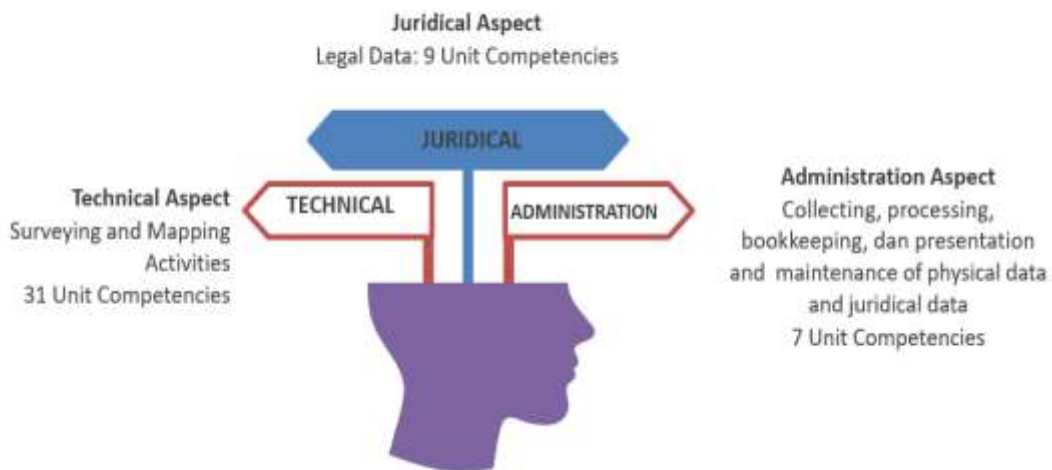 Juridical Aspect
Legal Data: 9 Unit Competencies
JURIDICAL
Technical Aspect
Surveying and Mapping
Activities
31 Unit Competencies
TECHNICAL
ADMINISTRATION
Administration Aspect
Collecting, processing,
bookkeeping, dan presentation
and maintenance of physical data
and juridical data
7 Unit Competencies